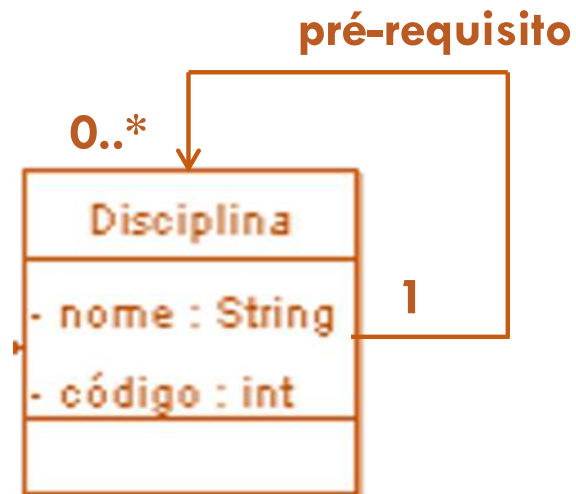 pré-requisito
0..*
Disciplina
- nome : String
1
- código : int